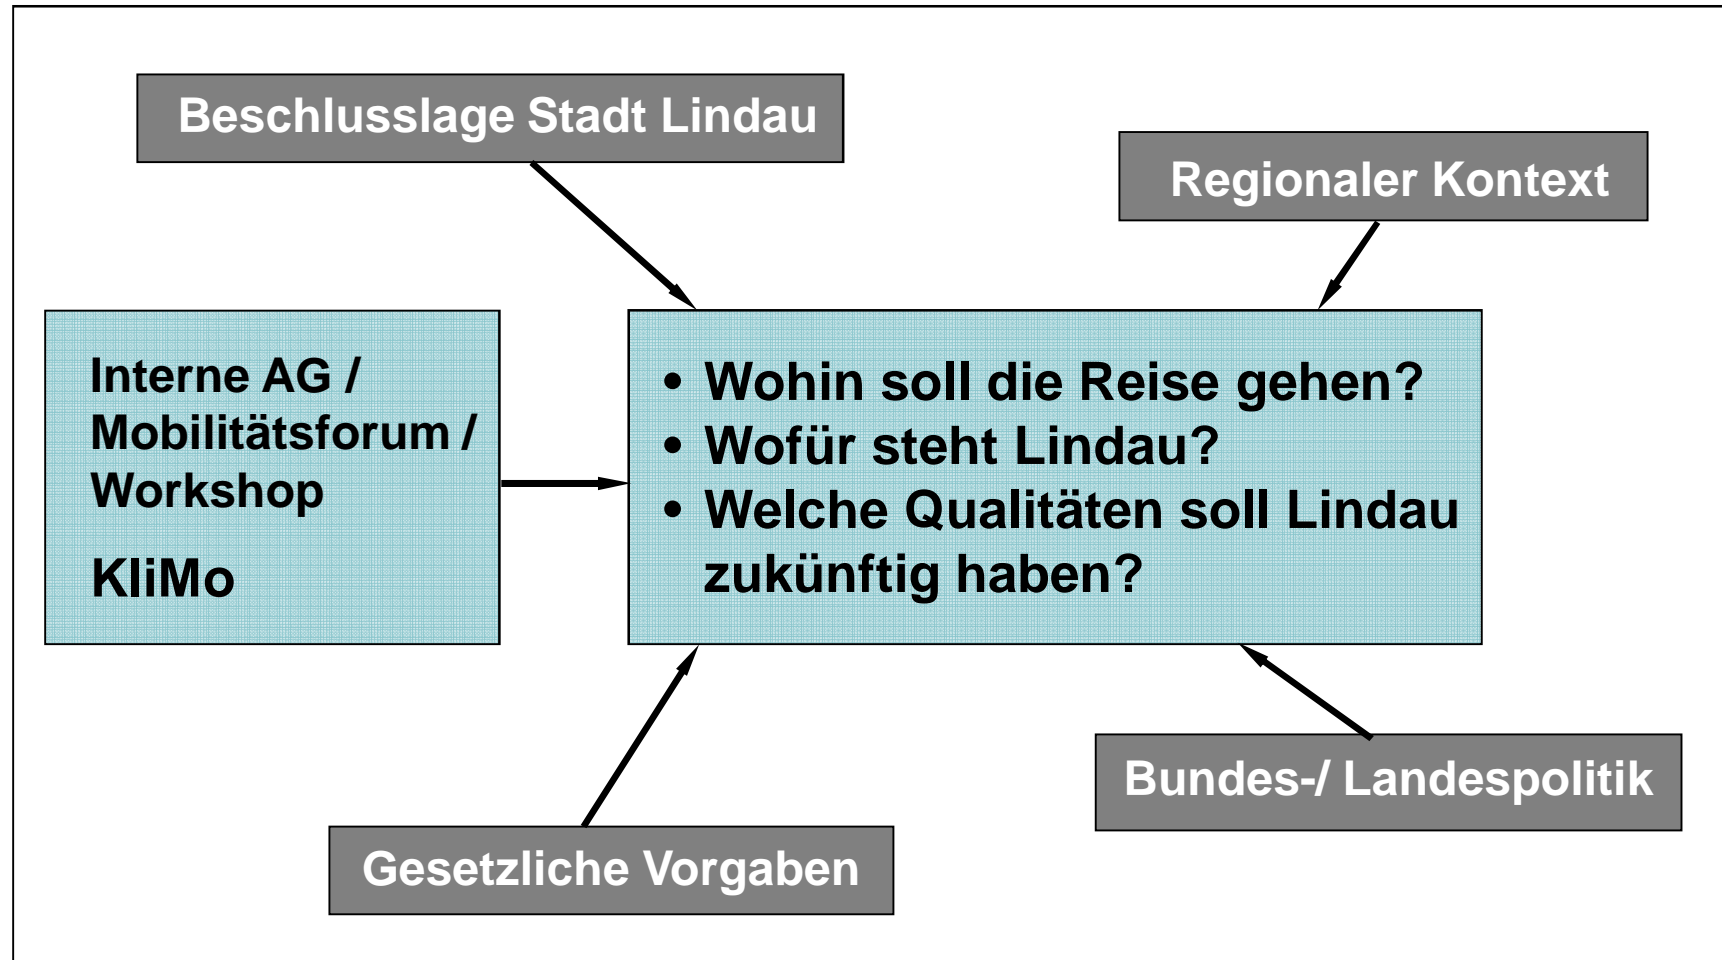 Beschlusslage Stadt Lindau
Regionaler Kontext
Interne AG /
Mobilitätsforum /
Workshop
KliMo
• Wohin soll die Reise gehen?
• Wofür steht Lindau?
• Welche Qualitäten soll Lindau
zukünftig haben?
Bundes-/ Landespolitik
Gesetzliche Vorgaben